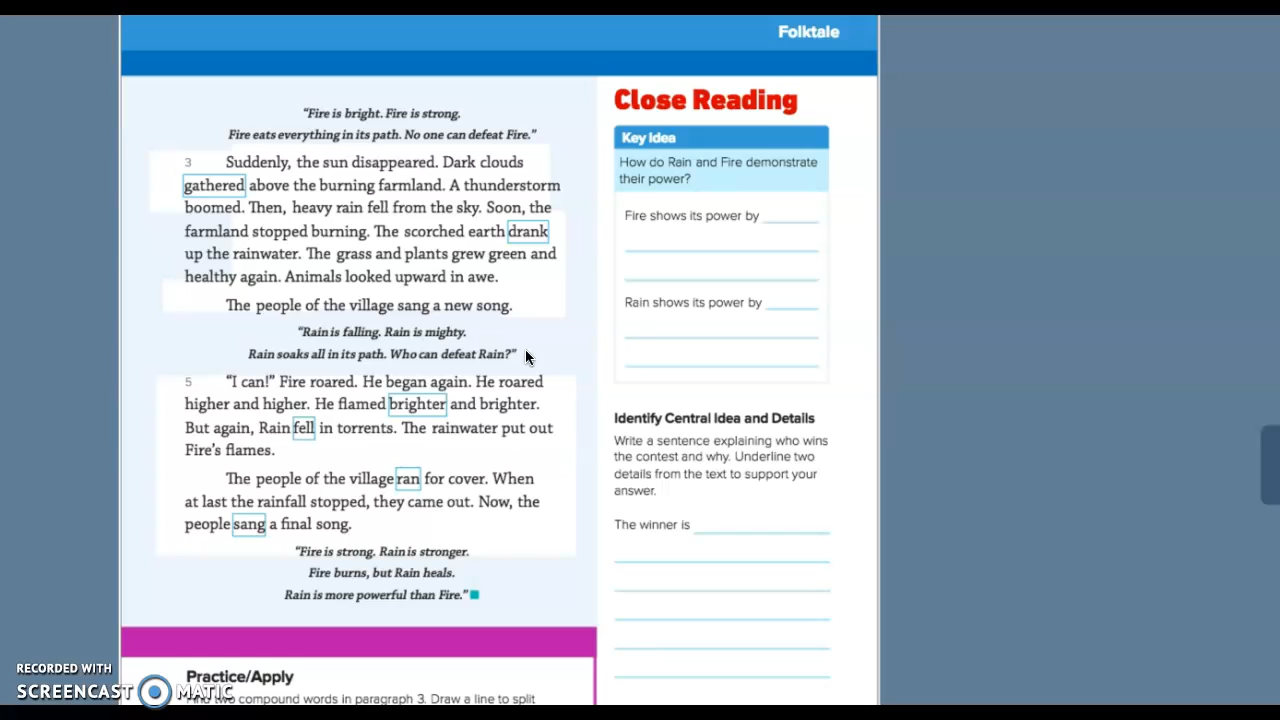 Folktale
"Fire is bright. Fire is strong.
Fire eats everything in its path. No one can defeat Fire."
3 Suddenly, the sun disappeared. Dark clouds
gathered above the burning farmland. A thunderstorm
boomed. Then, heavy rain fell from the sky. Soon, the
farmland stopped burning. The scorched earth drank
up the rainwater. The grass and plants grew green and
healthy again. Animals looked upward in awe.
The people of the village sang a new song.
"Rain is falling. Rain is mighty.
Rain soaks all in its path. Who can defeat Rain?"
5 "I can!" Fire roared. He began again. He roared
higher and higher. He flamed brighter and brighter.
But again, Rain fell in torrents. The rainwater put out
Fire's flames.
The people of the village ran for cover. When
at last the rainfall stopped, they came out. Now, the
people sang a final song.
"Fire is strong. Rain is stronger.
Fire burns, but Rain heals.
Rain is more powerful than Fire."
Practice/Apply
two compound words in paragraph 3. Draw a line to split
Close Reading
Key Idea
How do Rain and Fire demonstrate
their power?
Fire shows its power by
Rain shows its power by
Identify Central Idea and Details
Write a sentence explaining who wins
the contest and why. Underline two
details from the text to support your
answer.
The winner is
RECORDED WITH
SCREENCAST MATIC